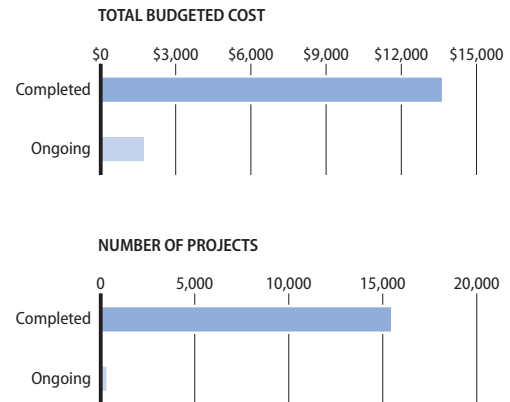 TOTAL BUDGETED COST
$0 $3,000 $6,000 $9,000 $12,000 $15,000
Completed
Ongoing
NUMBER OF PROJECTS
0 5,000 10,000 15,000 20,000
Completed
Ongoing